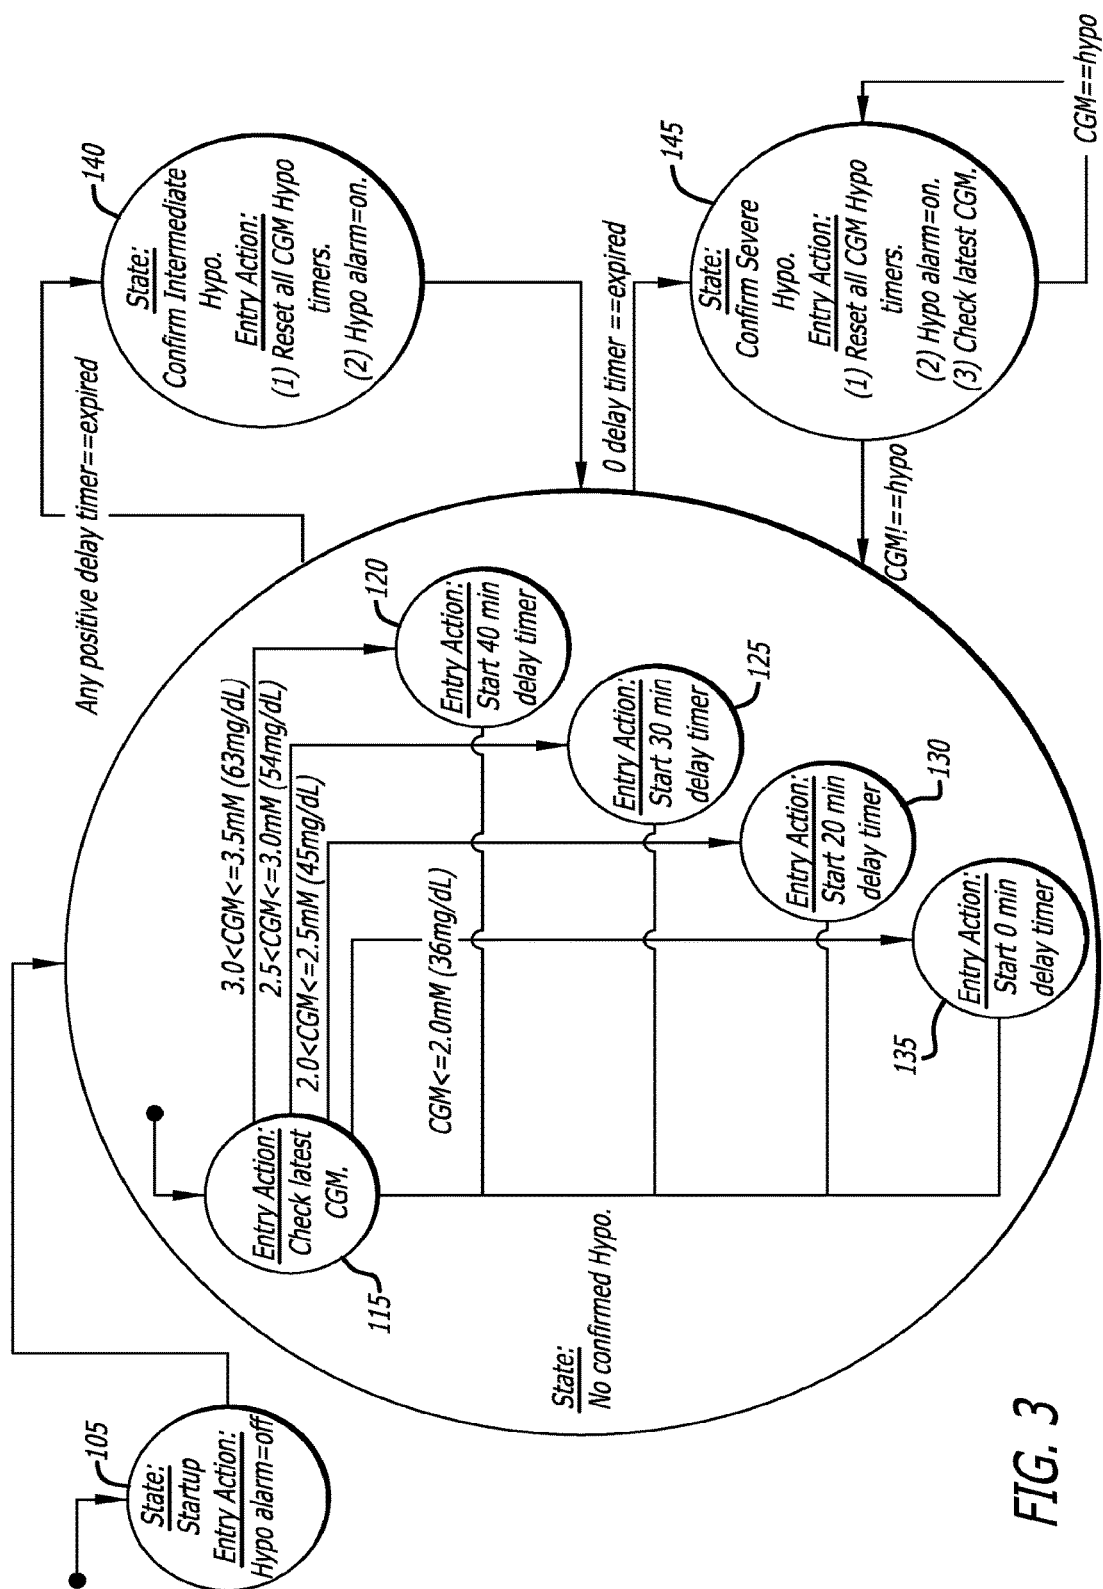 105
State:
Startup
Entry Action:
Hypo alarm=off
State:
No confirmed Hypo.
115
Entry Action:
Check latest
CGM.
3.0<CGM<=3.5mM (63mg/dL)
2.5<CGM<=3.0mM (54mg/dL)
2.0<CGM<=2.5mM (45mg/dL)
CGM<=2.0mM (36mg/dL)
120
Entry Action:
Start 40 min
delay timer
125
Entry Action:
Start 30 min
delay timer
130
Entry Action:
Start 20 min
delay timer
135
Entry Action:
Start 0 min
delay timer
Any positive delay timer==expired
140
State:
Confirm Intermediate
Hypo.
Entry Action:
(1) Reset all CGM Hypo
timers.
(2) Hypo alarm=on.
0 delay timer ==expired
145
State:
Confirm Severe
Hypo.
Entry Action:
(1) Reset all CGM Hypo
timers.
(2) Hypo alarm=on.
(3) Check latest CGM.
CGM!==hypo
CGM==hypo
FIG. 3